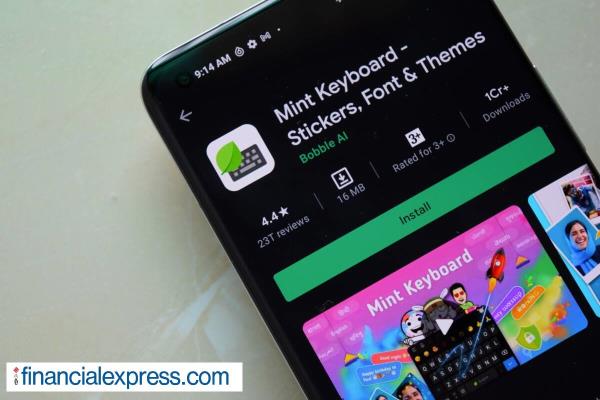 9:14 AM
Mint Keyboard -
Stickers, Font & Themes
Bobble AI
4.4★
23T reviews
16 MB
3+
Rated for 3+
1Cr+
Downloads
Install
Mint Keyboard
financialexpress.com